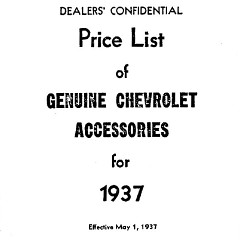 DEALERS' CONFIDENTIAL
Price List
of
GENUINE CHEVROLET
ACCESSORIES
for
1937
Effective May 1, 1937